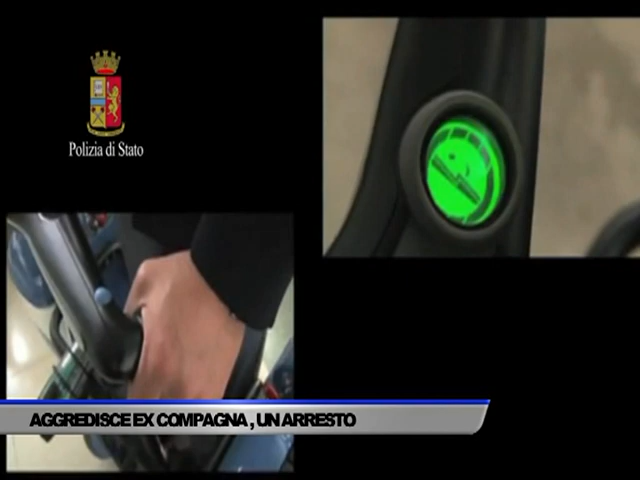 Polizia di Stato
AGGREDISCE EX COMPAGNA , UN ARRESTO